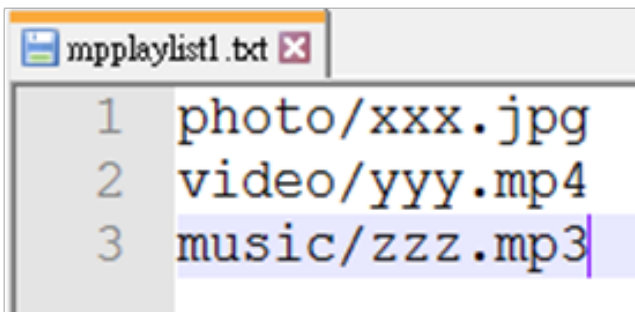 mpplaylist1.txt
1 photo/xxx.jpg
2 video/yyy.mp4
3 music/zzz.mp3